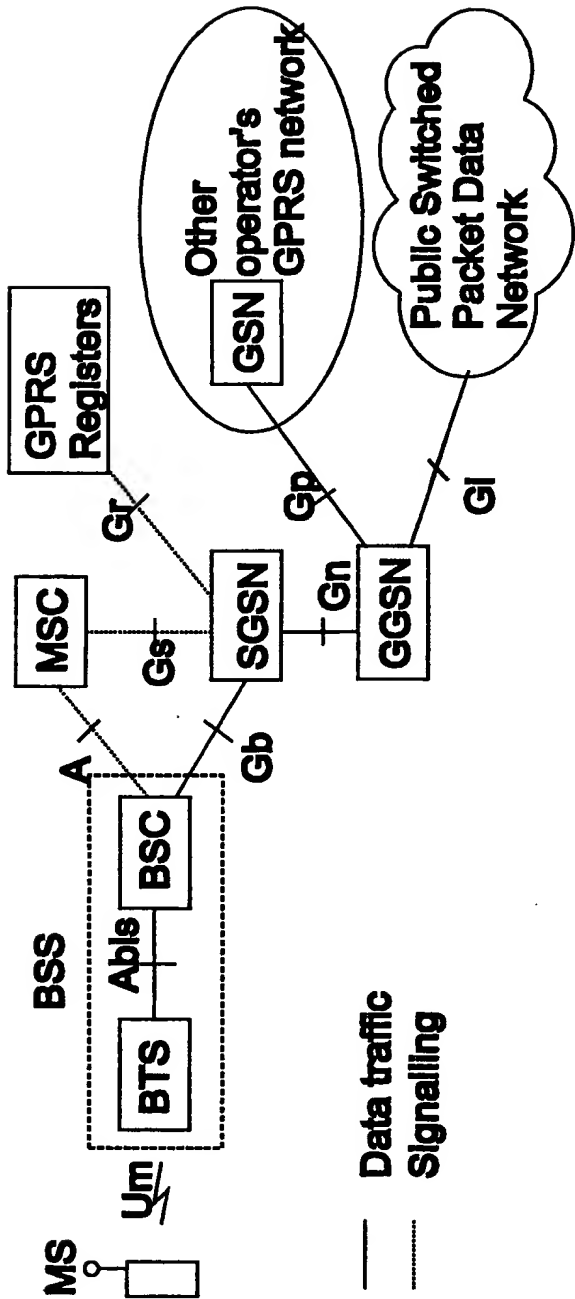 MS
Um
BSS
BTS
Abis
BSC
A
Gb
MSC
Gs
SGSN
Gr
GPRS
Registers
Gn
GGSN
Gp
Gi
GSN
Other
operator's
GPRS network
Public Switched
Packet Data
Network
Data traffic
Signalling